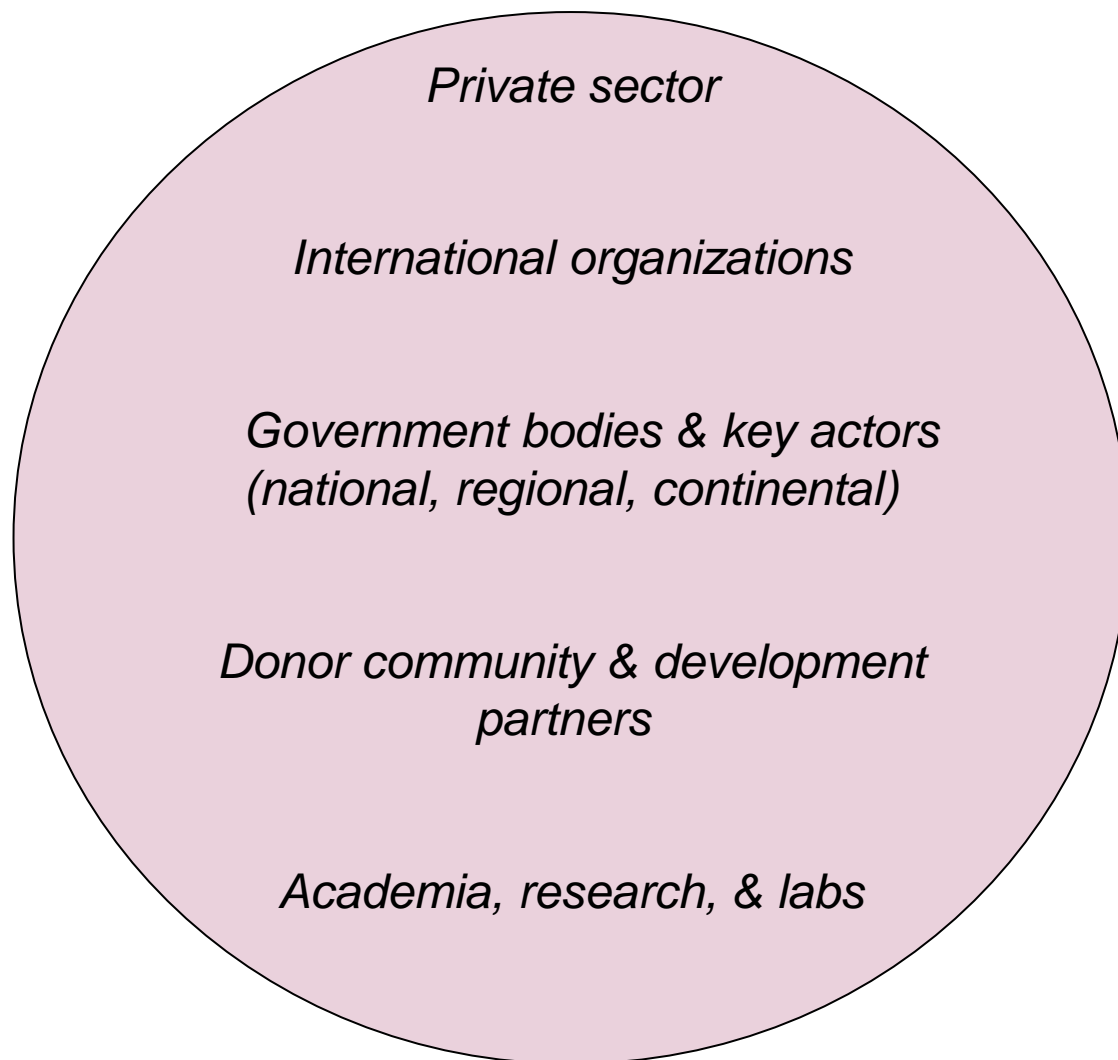 Private sector
International organizations
Government bodies & key actors
(national, regional, continental)
Donor community & development
partners
Academia, research, & labs